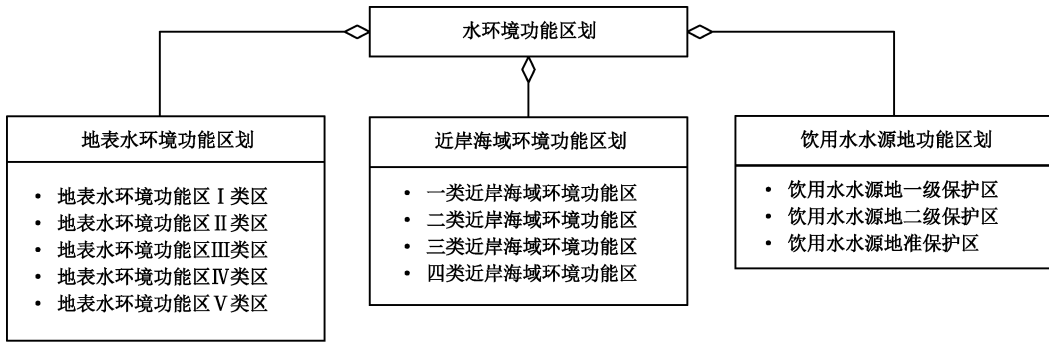 水环境功能区划
地表水环境功能区划
• 地表水环境功能区Ⅰ类区
• 地表水环境功能区Ⅱ类区
• 地表水环境功能区Ⅲ类区
• 地表水环境功能区Ⅳ类区
• 地表水环境功能区Ⅴ类区
近岸海域环境功能区划
• 一类近岸海域环境功能区
• 二类近岸海域环境功能区
• 三类近岸海域环境功能区
• 四类近岸海域环境功能区
饮用水水源地功能区划
• 饮用水水源地一级保护区
• 饮用水水源地二级保护区
• 饮用水水源地准保护区